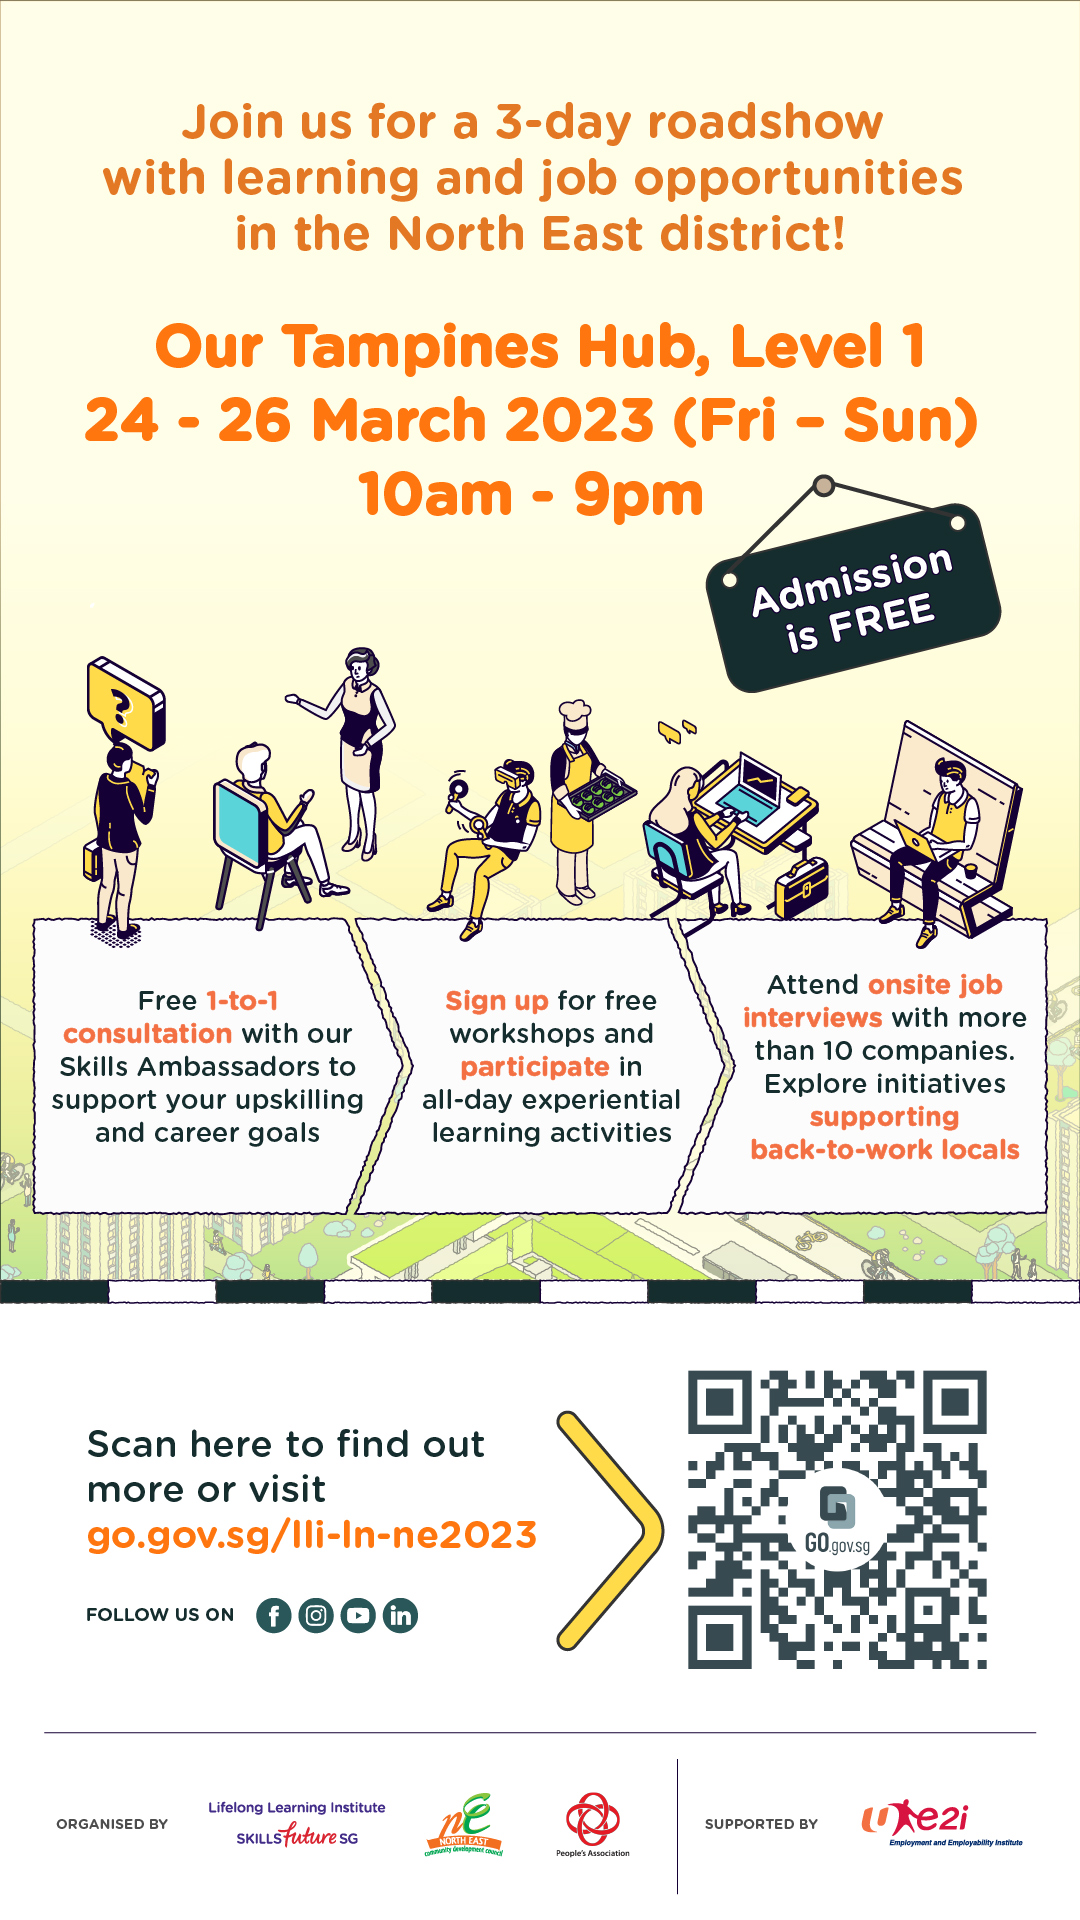 Join us for a 3-day roadshow
with learning and job opportunities
in the North East district!
Our Tampines Hub, Level 1
24 - 26 March 2023 (Fri – Sun)
10am - 9pm
Admission
is FREE
?
Free 1-to-1
consultation with our
Skills Ambassadors to
support your upskilling
and career goals
Sign up for free
workshops and
participate in
all-day experiential
learning activities
Attend onsite job
interviews with more
than 10 companies.
Explore initiatives
supporting
back-to-work locals
Scan here to find out
more or visit
go.gov.sg/lli-ln-ne2023
GO.gov.sg
FOLLOW US ON
ORGANISED BY
Lifelong Learning Institute
SKILLSfuture SG
ne
NORTH EAST
community development council
People's Association
SUPPORTED BY
U e2i
Employment and Employability Institute